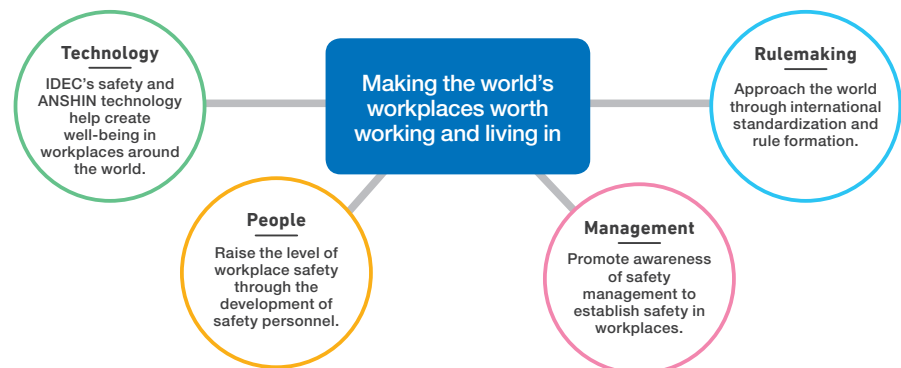 Technology
IDEC's safety and
ANSHIN technology
help create
well-being in
workplaces around
the world.
Making the world's
workplaces worth
working and living in
Rulemaking
Approach the world
through international
standardization and
rule formation.
People
Raise the level of
workplace safety
through the
development of
safety personnel.
Management
Promote awareness
of safety
management to
establish safety in
workplaces.